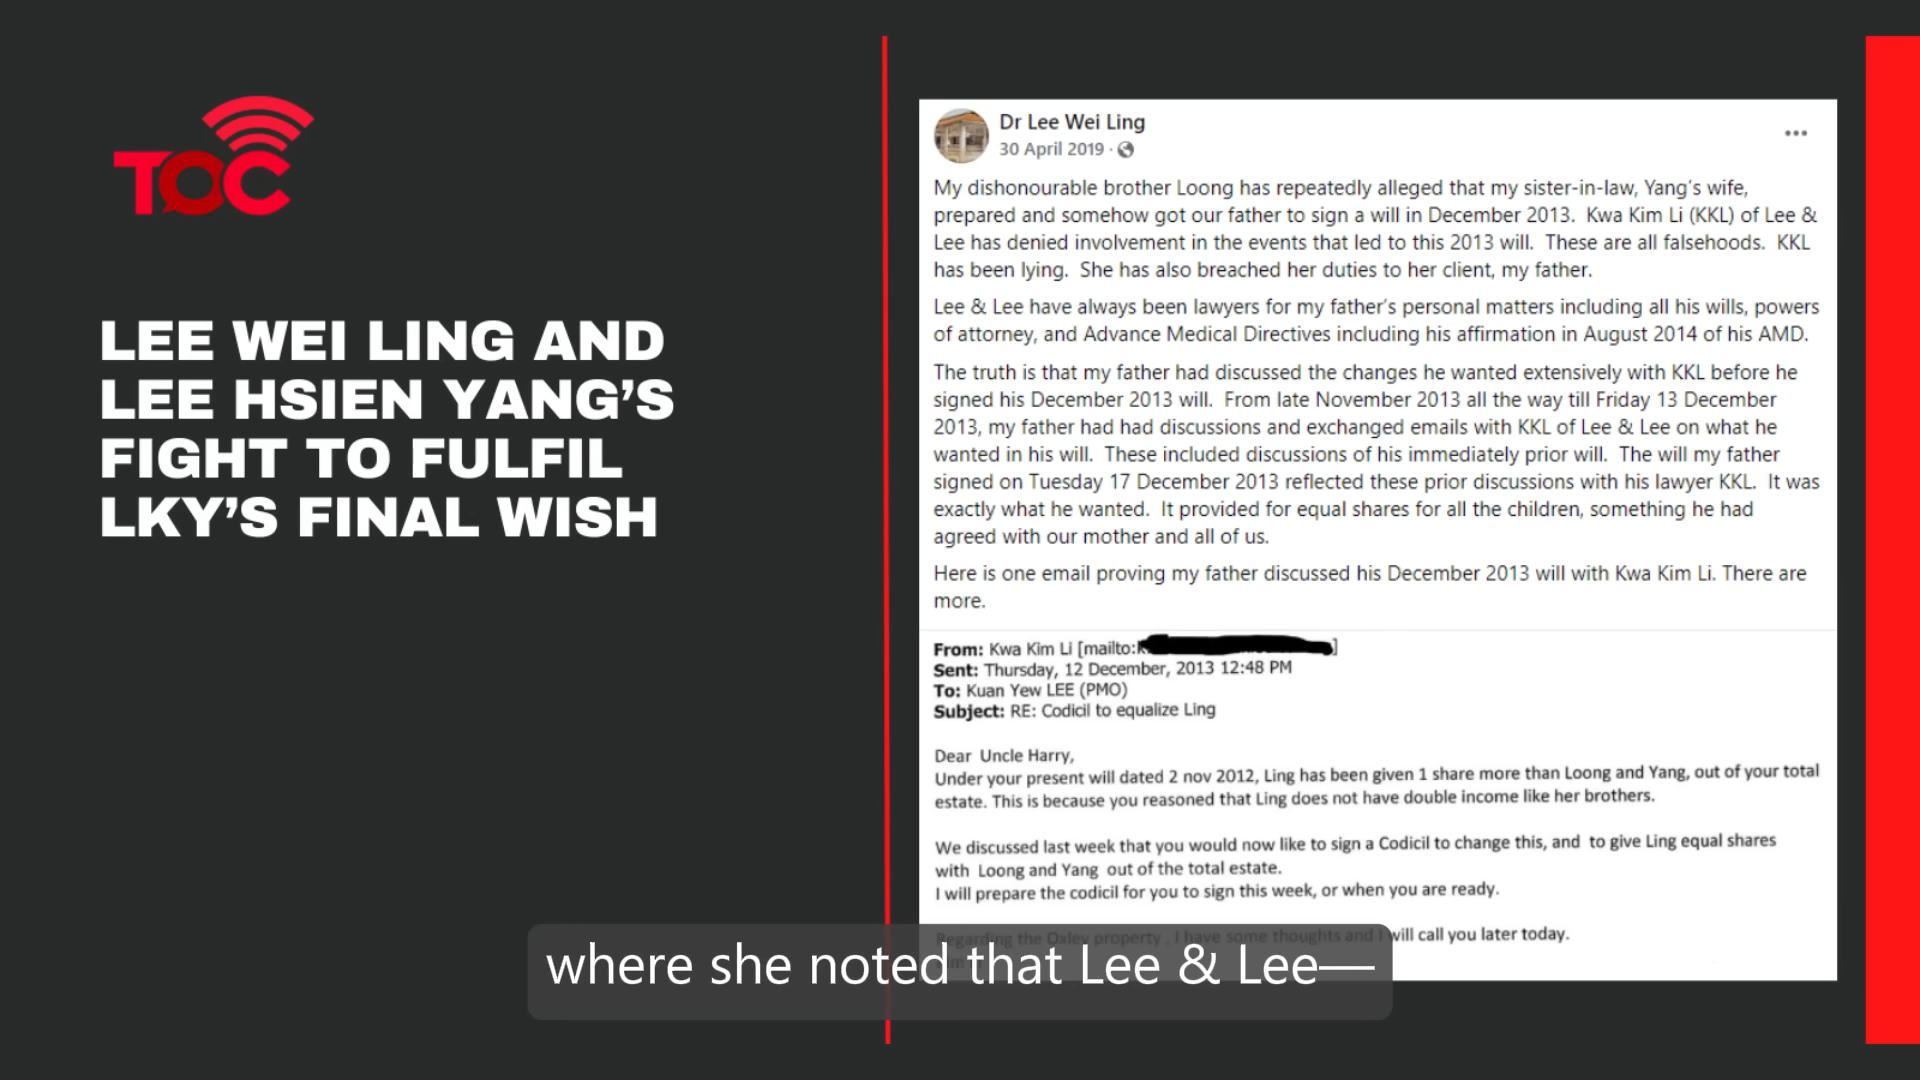 TOC
LEE WEI LING AND
LEE HSIEN YANG'S
FIGHT TO FULFIL
LKY'S FINAL WISH
Dr Lee Wei Ling
30 April 2019 ·
My dishonourable brother Loong has repeatedly alleged that my sister-in-law, Yang's wife,
prepared and somehow got our father to sign a will in December 2013. Kwa Kim Li (KKL) of Lee &
Lee has denied involvement in the events that led to this 2013 will. These are all falsehoods. KKL
has been lying. She has also breached her duties to her client, my father.
Lee & Lee have always been lawyers for my father's personal matters including all his wills, powers
of attorney, and Advance Medical Directives including his affirmation in August 2014 of his AMD.
The truth is that my father had discussed the changes he wanted extensively with KKL before he
signed his December 2013 will. From late November 2013 all the way till Friday 13 December
2013, my father had had discussions and exchanged emails with KKL of Lee & Lee on what he
wanted in his will. These included discussions of his immediately prior will. The will my father
signed on Tuesday 17 December 2013 reflected these prior discussions with his lawyer KKL. It was
exactly what he wanted. It provided for equal shares for all the children, something he had
agreed with our mother and all of us.
Here is one email proving my father discussed his December 2013 will with Kwa Kim Li. There are
more.
From: Kwa Kim Li [mailto:k ]
Sent: Thursday, 12 December, 2013 12:48 PM
To: Kuan Yew LEE (PMO)
Subject: RE: Codicil to equalize Ling
Dear Uncle Harry,
Under your present will dated 2 nov 2012, Ling has been given 1 share more than Loong and Yang, out of your total
estate. This is because you reasoned that Ling does not have double income like her brothers.
We discussed last week that you would now like to sign a Codicil to change this, and to give Ling equal shares
with Loong and Yang out of the total estate.
I will prepare the codicil for you to sign this week, or when you are ready.
Regarding the Oxley property , I have some thoughts and I will call you later today.
where she noted that Lee & Lee—